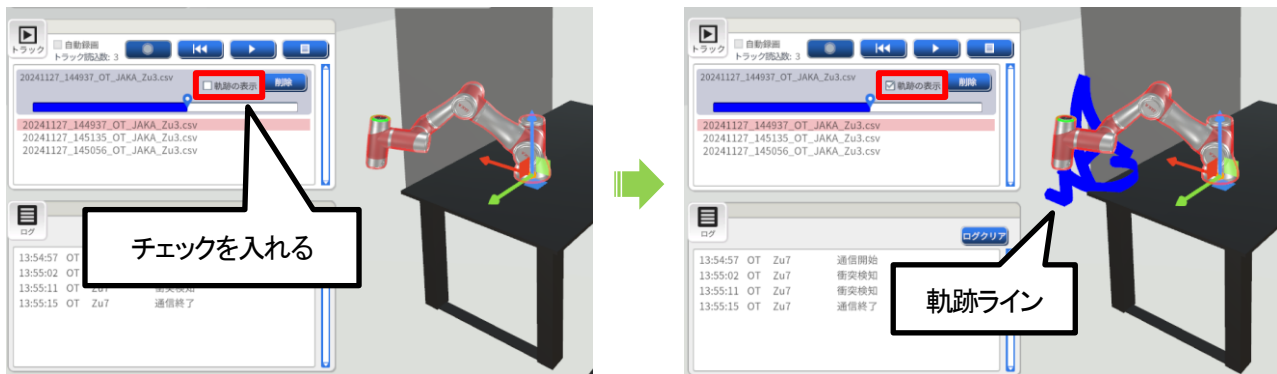 自動録画
トラック
トラック読込数: 3
20241127_144937_OT_JAKA_Zu3.csv
軌跡の表示
削除
20241127_144937_OT_JAKA_Zu3.csv
20241127_145135_OT_JAKA_Zu3.csv
20241127_145056_OT_JAKA_Zu3.csv
ログ
チェックを入れる
13:54:57 OT
13:55:02 OT
13:55:11 OT Zu7 衝突検知
13:55:15 OT Zu7 通信終了
自動録画
トラック
トラック読込数: 3
20241127_144937_OT_JAKA_Zu3.csv
軌跡の表示
削除
20241127_144937_OT_JAKA_Zu3.csv
20241127_145135_OT_JAKA_Zu3.csv
20241127_145056_OT_JAKA_Zu3.csv
ログ
ログクリア
13:54:57 OT Zu7 通信開始
13:55:02 OT Zu7 衝突検知
13:55:11 OT Zu7 衝突検知
13:55:15 OT Zu7 通信終了
軌跡ライン